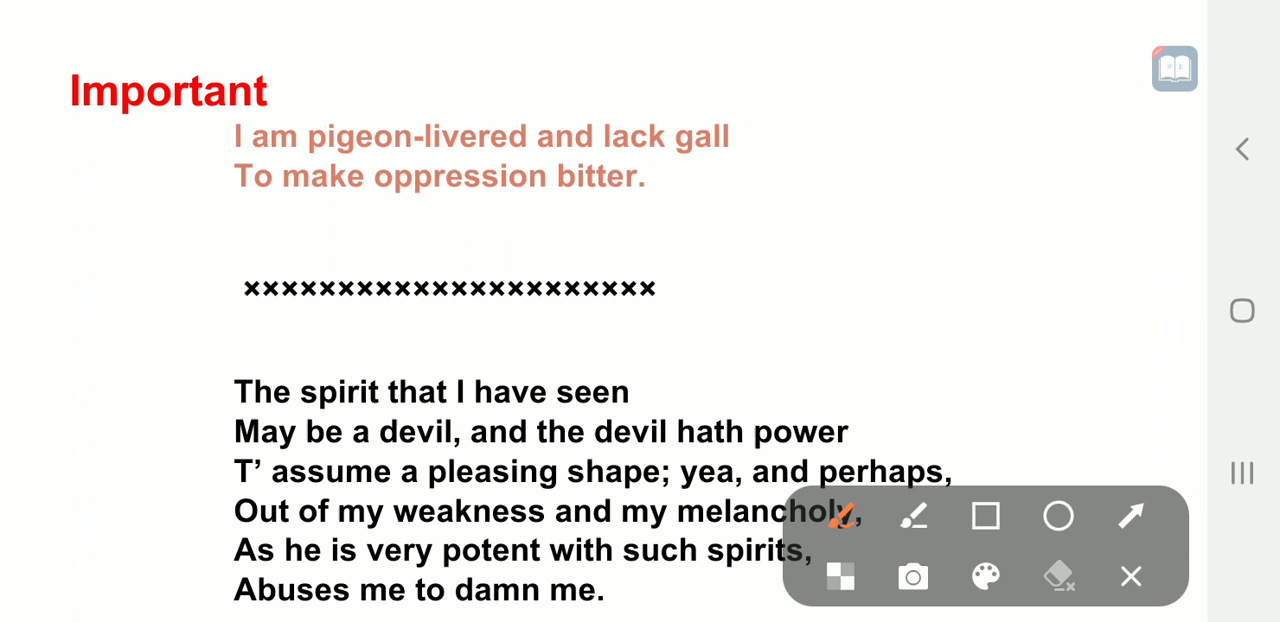 Important
I am pigeon-livered and lack gall
To make oppression bitter.
××××××××××××××××××××××
The spirit that I have seen
May be a devil, and the devil hath power
T’ assume a pleasing shape; yea, and perhaps,
Out of my weakness and my melancholy,
As he is very potent with such spirits,
Abuses me to damn me.